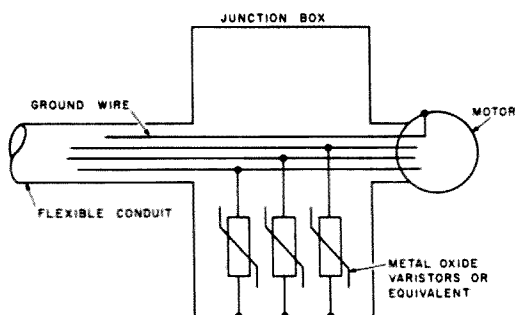 JUNCTION BOX
GROUND WIRE
MOTOR
FLEXIBLE CONDUIT
METAL OXIDE
VARISTORS OR
EQUIVALENT